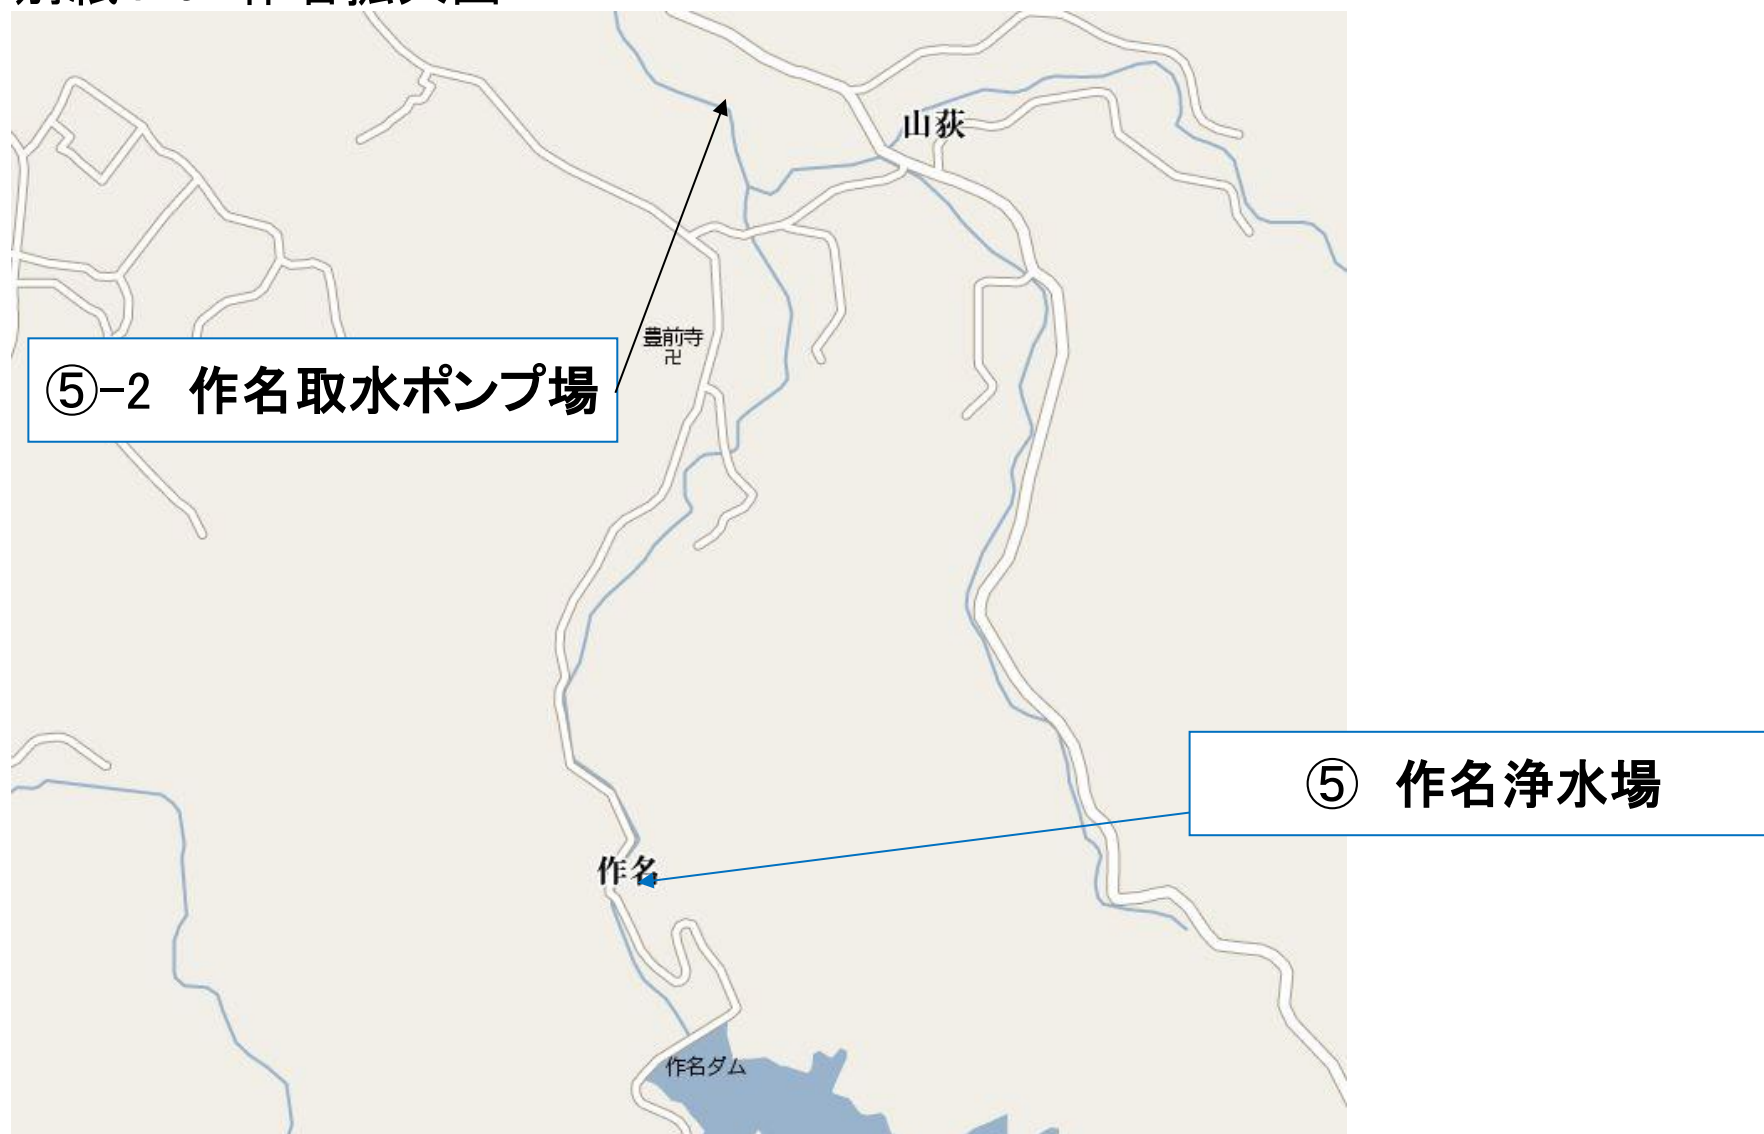 山荻
豊前寺
卍
⑤-2 作名取水ポンプ場
⑤ 作名浄水場
作名
作名ダム